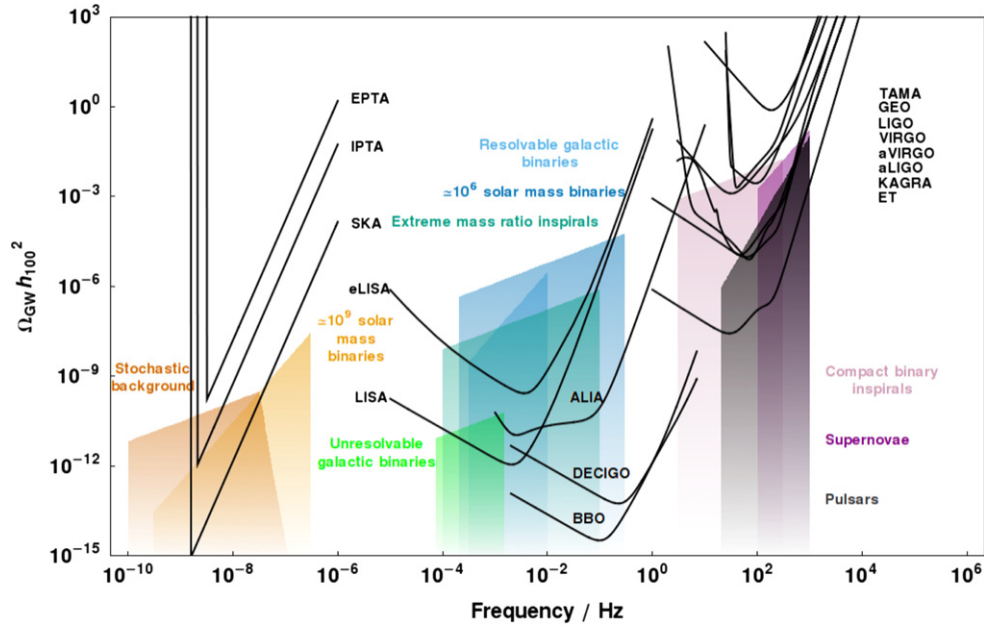 10³
10⁰
10⁻³
10⁻⁶
10⁻⁹
10⁻¹²
10⁻¹⁵
Ω_GW h₁₀₀²
EPTA
IPTA
SKA
eLISA
LISA
Stochastic
background
≃10⁹ solar
mass
binaries
Resolvable galactic
binaries
≃10⁶ solar mass binaries
Extreme mass ratio inspirals
Unresolvable
galactic binaries
ALIA
DECIGO
BBO
TAMA
GEO
LIGO
VIRGO
aVIRGO
aLIGO
KAGRA
ET
Compact binary
inspirals
Supernovae
Pulsars
10⁻¹⁰
10⁻⁸
10⁻⁶
10⁻⁴
10⁻²
10⁰
10²
10⁴
10⁶
Frequency / Hz